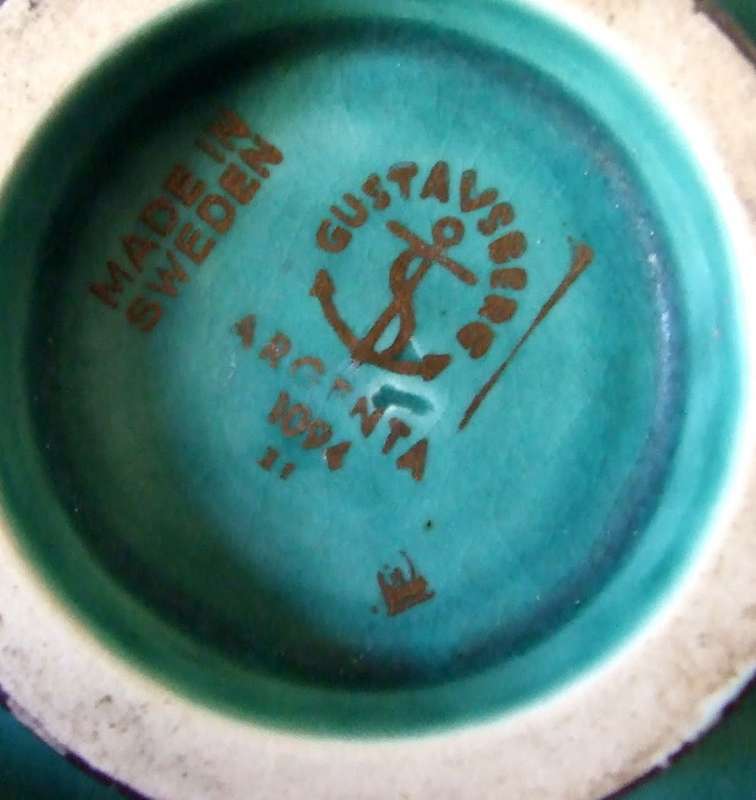 MADE IN
SWEDEN
GUSTAVSBERG
ARGENTA
1094
II